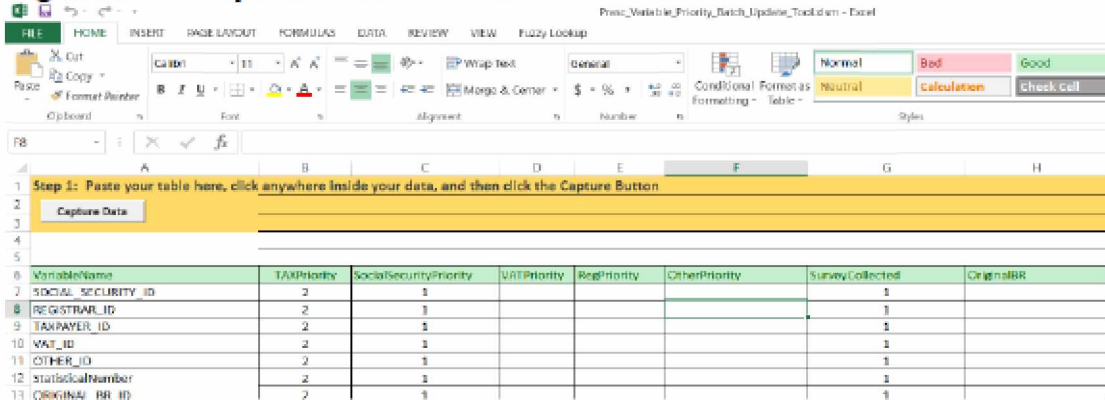 Presc_Variable_Priority_Batch_Update_Tool.xlsm - Excel
FILE HOME INSERT PAGE LAYOUT FORMULAS DATA REVIEW VIEW Fuzzy Lookup
Cut
Copy
Format Painter
Paste
Calibri 11
B I U
Wrap Text
Merge & Center
General
$ % ,
Conditional Formatting
Format as Table
Normal Bad Good
Neutral Calculation Check Cell
Clipboard Font Alignment Number Styles
F8 fx
A B C D E F G H
1 Step 1: Paste your table here, click anywhere inside your data, and then click the Capture Button
2 Capture Data
3
4
5
6 VariableName TAXPriority SocialSecurityPriority VATPriority RegPriority OtherPriority SurveyCollected OriginalBR
7 SOCIAL_SECURITY_ID 2 1 1
8 REGISTRAR_ID 2 1 1
9 TAXPAYER_ID 2 1 1
10 VAT_ID 2 1 1
11 OTHER_ID 2 1 1
12 StatisticalNumber 2 1 1
13 ORIGINAL_BR_ID 2 1 1